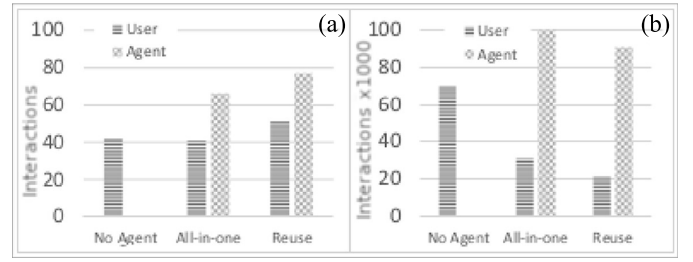 (a)
User
Agent
Interactions
100
80
60
40
20
0
No Agent All-in-one Reuse
(b)
User
Agent
Interactions x1000
100
80
60
40
20
0
No Agent All-in-one Reuse